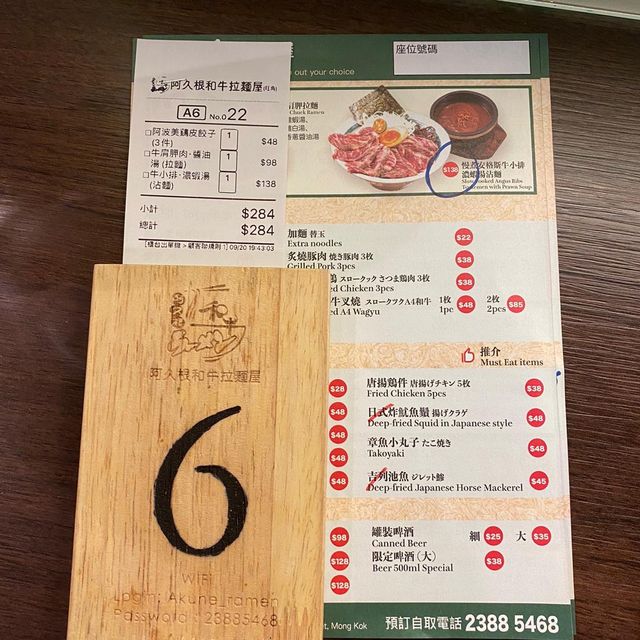 阿久根和牛拉麵屋(旺角)
A6 No.022
阿波美鷄皮餃子 1
(3件) $48
牛肩胛肉·醬油 1
湯(拉麵) $98
牛小排·濃蝦湯 1
(沾麵) $138
小計 $284
總計 $284
09/20 19:43:03
座位號碼
out your choice
Chuck Ramen
慢煮安格斯牛小排
濃蝦湯沾麵
$138
Slow-cooked Angus Ribs
Tsukemen with Prawn Soup
加麵 替玉
Extra noodles $22
炙燒豚肉 焼き豚肉 3枚
Grilled Pork 3pcs $38
スロークック さつま鶏肉 3枚
ed Chicken 3pcs $38
牛叉燒 スロークックA4和牛 1枚 $48 2枚 $85
ed A4 Wagyu 1pc 2pcs
推介
Must Eat items
$28 唐揚鷄件 唐揚げチキン 5枚
Fried Chicken 5pcs $38
$48 日式炸魷魚鬚 揚げクラゲ
$48 Deep-fried Squid in Japanese style $48
$48 章魚小丸子 たこ焼き
Takoyaki $48
$48 吉列池魚 ジレット鯵
Deep-fried Japanese Horse Mackerel $45
$98 罐裝啤酒 細 $25 大 $35
Canned Beer
$128 限定啤酒(大)
Beer 500ml Special $38
$128
Mong Kok 預訂自取電話 2388 5468
阿久根和牛拉麵屋
6
WiFi
Login: Akune_ramen
Password: 23885468